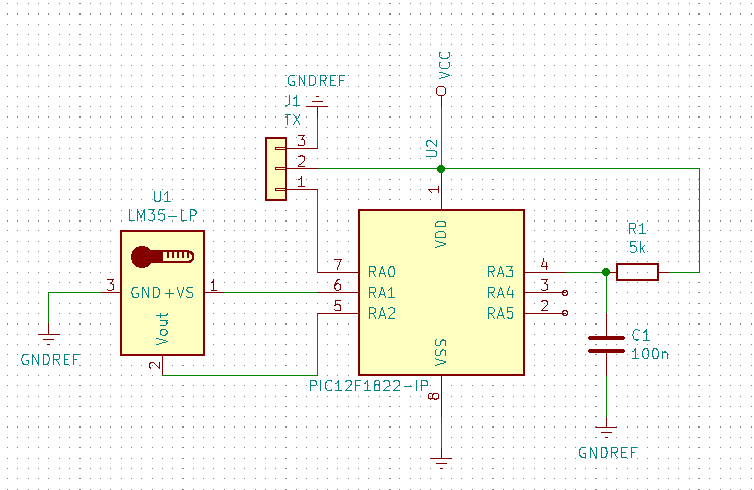 VCC
GNDREF
J1
TX
3
2
1
U2
1
U1
LM35-LP
VDD
R1
5k
7 RA0
RA3 4
3 GND +VS 1
6 RA1
RA4 3
5 RA2
RA5 2
Vout
2
VSS
C1
100n
GNDREF
PIC12F1822-IP
8
GNDREF